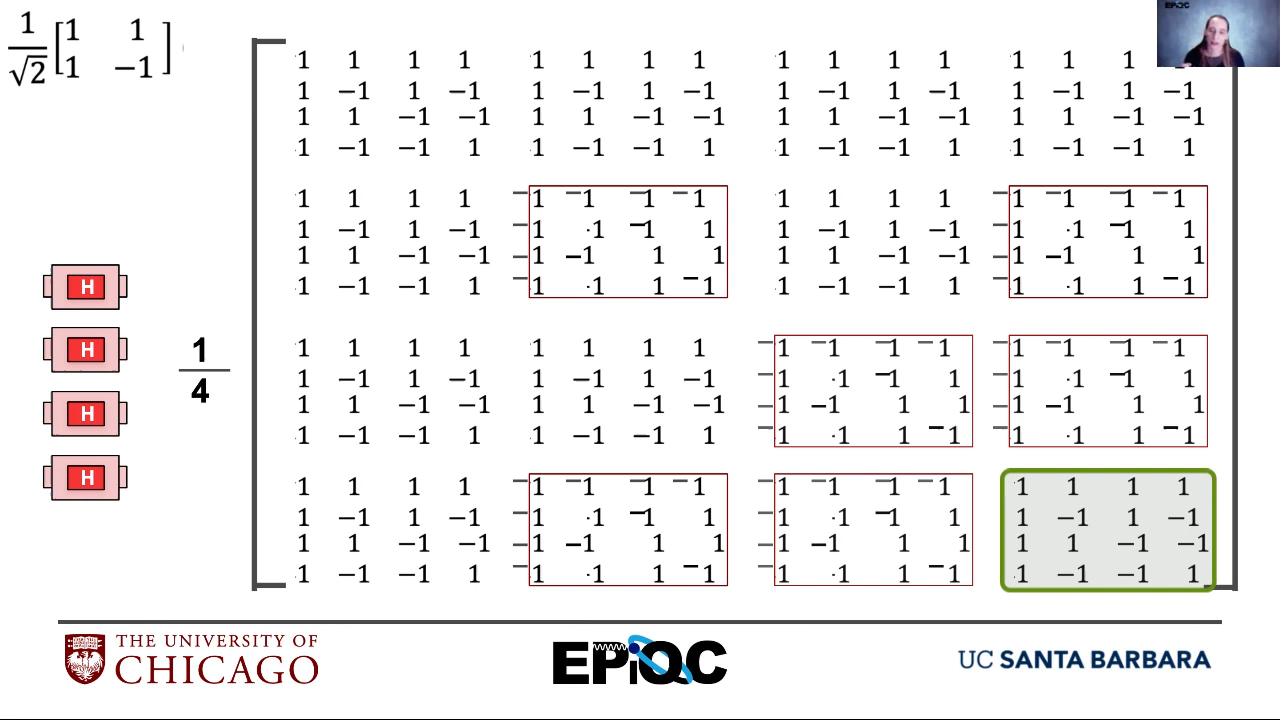 EPiQC
1
√2
[1 1
1 −1]
1 1 1 1 1 1 1 1 1 1 1 1 1 1 1
1 −1 1 −1 1 −1 1 −1 1 −1 1 −1 1 −1 1 −1
1 1 −1 −1 1 1 −1 −1 1 1 −1 −1 1 1 −1 −1
1 −1 −1 1 1 −1 −1 1 1 −1 −1 1 1 −1 −1 1
1 1 1 1 −1 −1 −1 −1 1 1 1 1 −1 −1 −1 −1
1 −1 1 −1 −1 1 −1 1 1 −1 1 −1 −1 1 −1 1
1 1 −1 −1 −1 −1 1 1 1 1 −1 −1 −1 −1 1 1
1 −1 −1 1 −1 1 1 −1 1 −1 −1 1 −1 1 1 −1
1 1 1 1 1 1 1 1 −1 −1 −1 −1 −1 −1 −1 −1
1 −1 1 −1 1 −1 1 −1 −1 1 −1 1 −1 1 −1 1
1 1 −1 −1 1 1 −1 −1 −1 −1 1 1 −1 −1 1 1
1 −1 −1 1 1 −1 −1 1 −1 1 1 −1 −1 1 1 −1
1 1 1 1 −1 −1 −1 −1 −1 −1 −1 −1 1 1 1 1
1 −1 1 −1 −1 1 −1 1 −1 1 −1 1 1 −1 1 −1
1 1 −1 −1 −1 −1 1 1 −1 −1 1 1 1 1 −1 −1
1 −1 −1 1 −1 1 1 −1 −1 1 1 −1 1 −1 −1 1
H
H
H
H
1
4
THE UNIVERSITY OF
CHICAGO
EPiQC
UC SANTA BARBARA